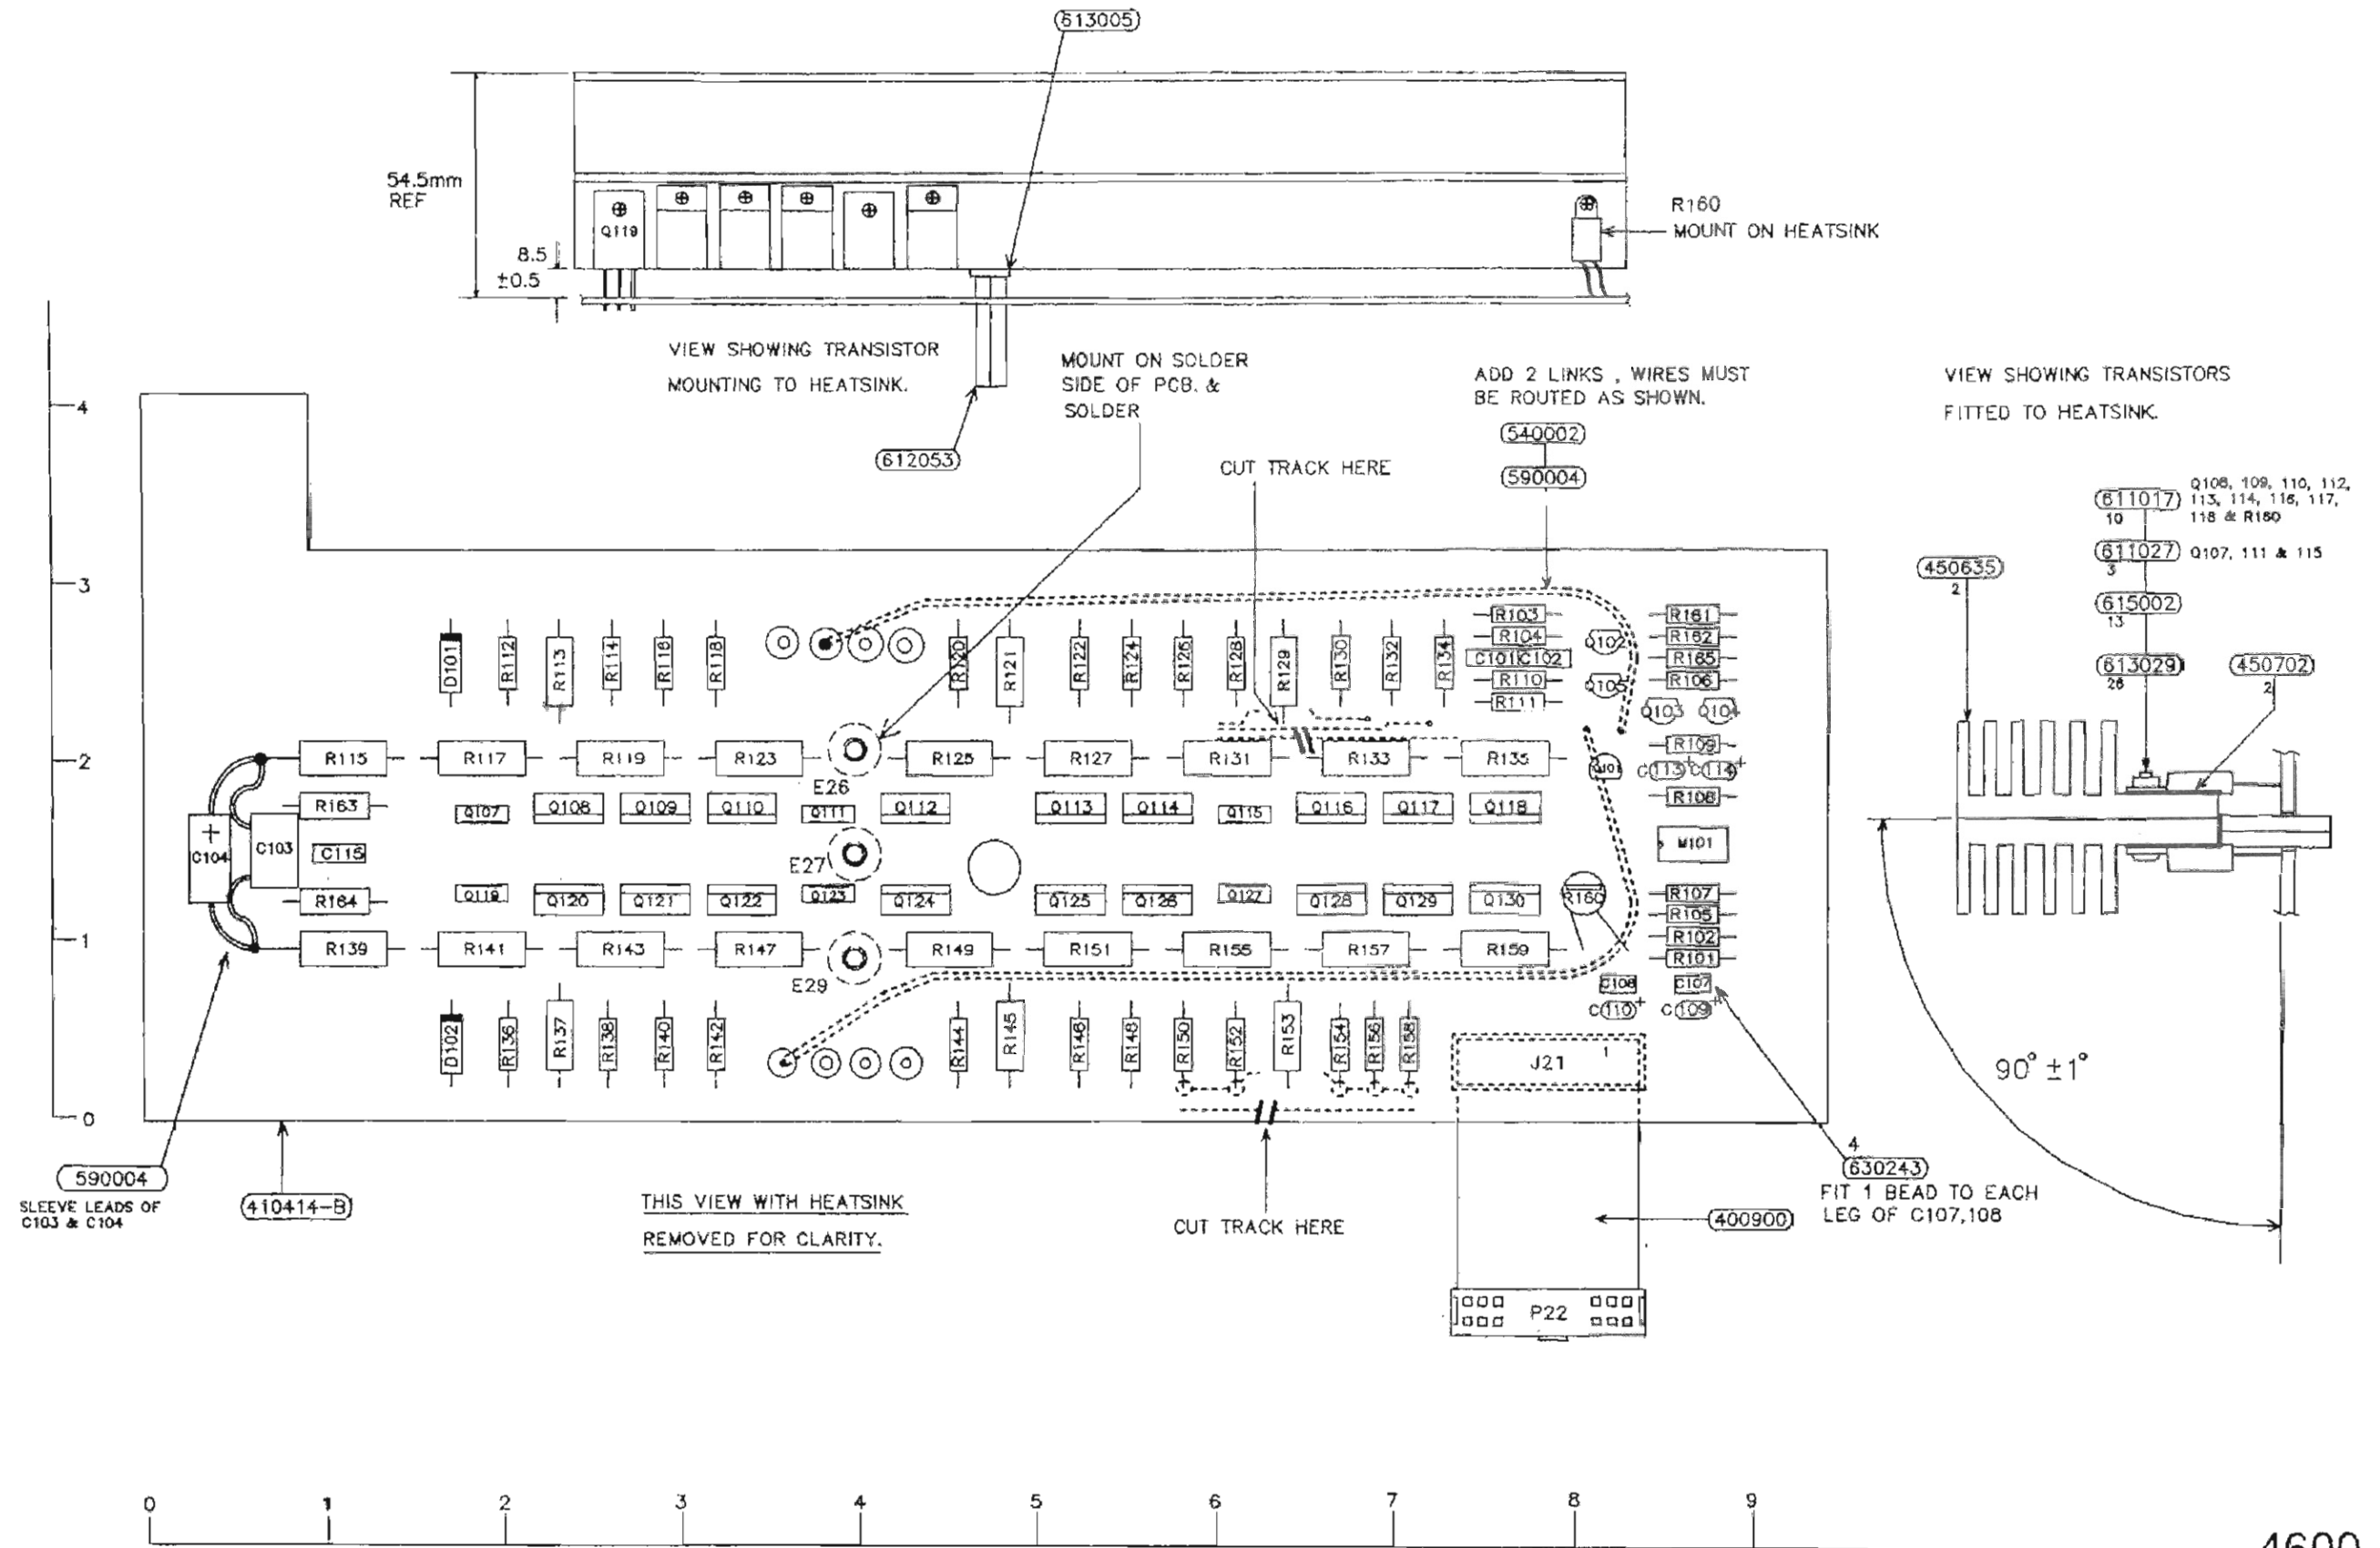 613005
54.5mm
REF
Q119
R160
MOUNT ON HEATSINK
8.5
±0.5
VIEW SHOWING TRANSISTOR
MOUNTING TO HEATSINK.
MOUNT ON SOLDER
SIDE OF PCB. &
SOLDER
ADD 2 LINKS , WIRES MUST
BE ROUTED AS SHOWN.
VIEW SHOWING TRANSISTORS
FITTED TO HEATSINK.
612053
540002
590004
CUT TRACK HERE
611017
10
Q108, 109, 110, 112,
113, 114, 116, 117,
118 & R160
611027
3
Q107, 111 & 115
450635
2
615002
13
613029
26
450702
2
4
3
2
1
0
D101
R112
R113
R114
R116
R118
R120
R121
R122
R124
R126
R128
R129
R130
R132
R134
R103
R104
C101
C102
R110
R111
Q102
Q105
R161
R162
R165
R106
Q103
Q104
R115
R117
R119
R123
R125
R127
R131
R133
R135
Q101
R109
C113
+
C114
+
R108
E26
R163
Q107
Q108
Q109
Q110
Q111
Q112
Q113
Q114
Q115
Q116
Q117
Q118
+
C104
C103
C115
E27
M101
R164
Q119
Q120
Q121
Q122
Q123
Q124
Q125
Q126
Q127
Q128
Q129
Q130
R160
R107
R105
R102
R101
R139
R141
R143
R147
R149
R151
R155
R157
R159
E29
C108
C107
C110
+
C109
+
D102
R136
R137
R138
R140
R142
R144
R145
R146
R148
R150
R152
R153
R154
R156
R158
1
J21
90° ±1°
590004
SLEEVE LEADS OF
C103 & C104
410414-B
THIS VIEW WITH HEATSINK
REMOVED FOR CLARITY.
CUT TRACK HERE
4
630243
FIT 1 BEAD TO EACH
LEG OF C107,108
400900
P22
0
1
2
3
4
5
6
7
8
9